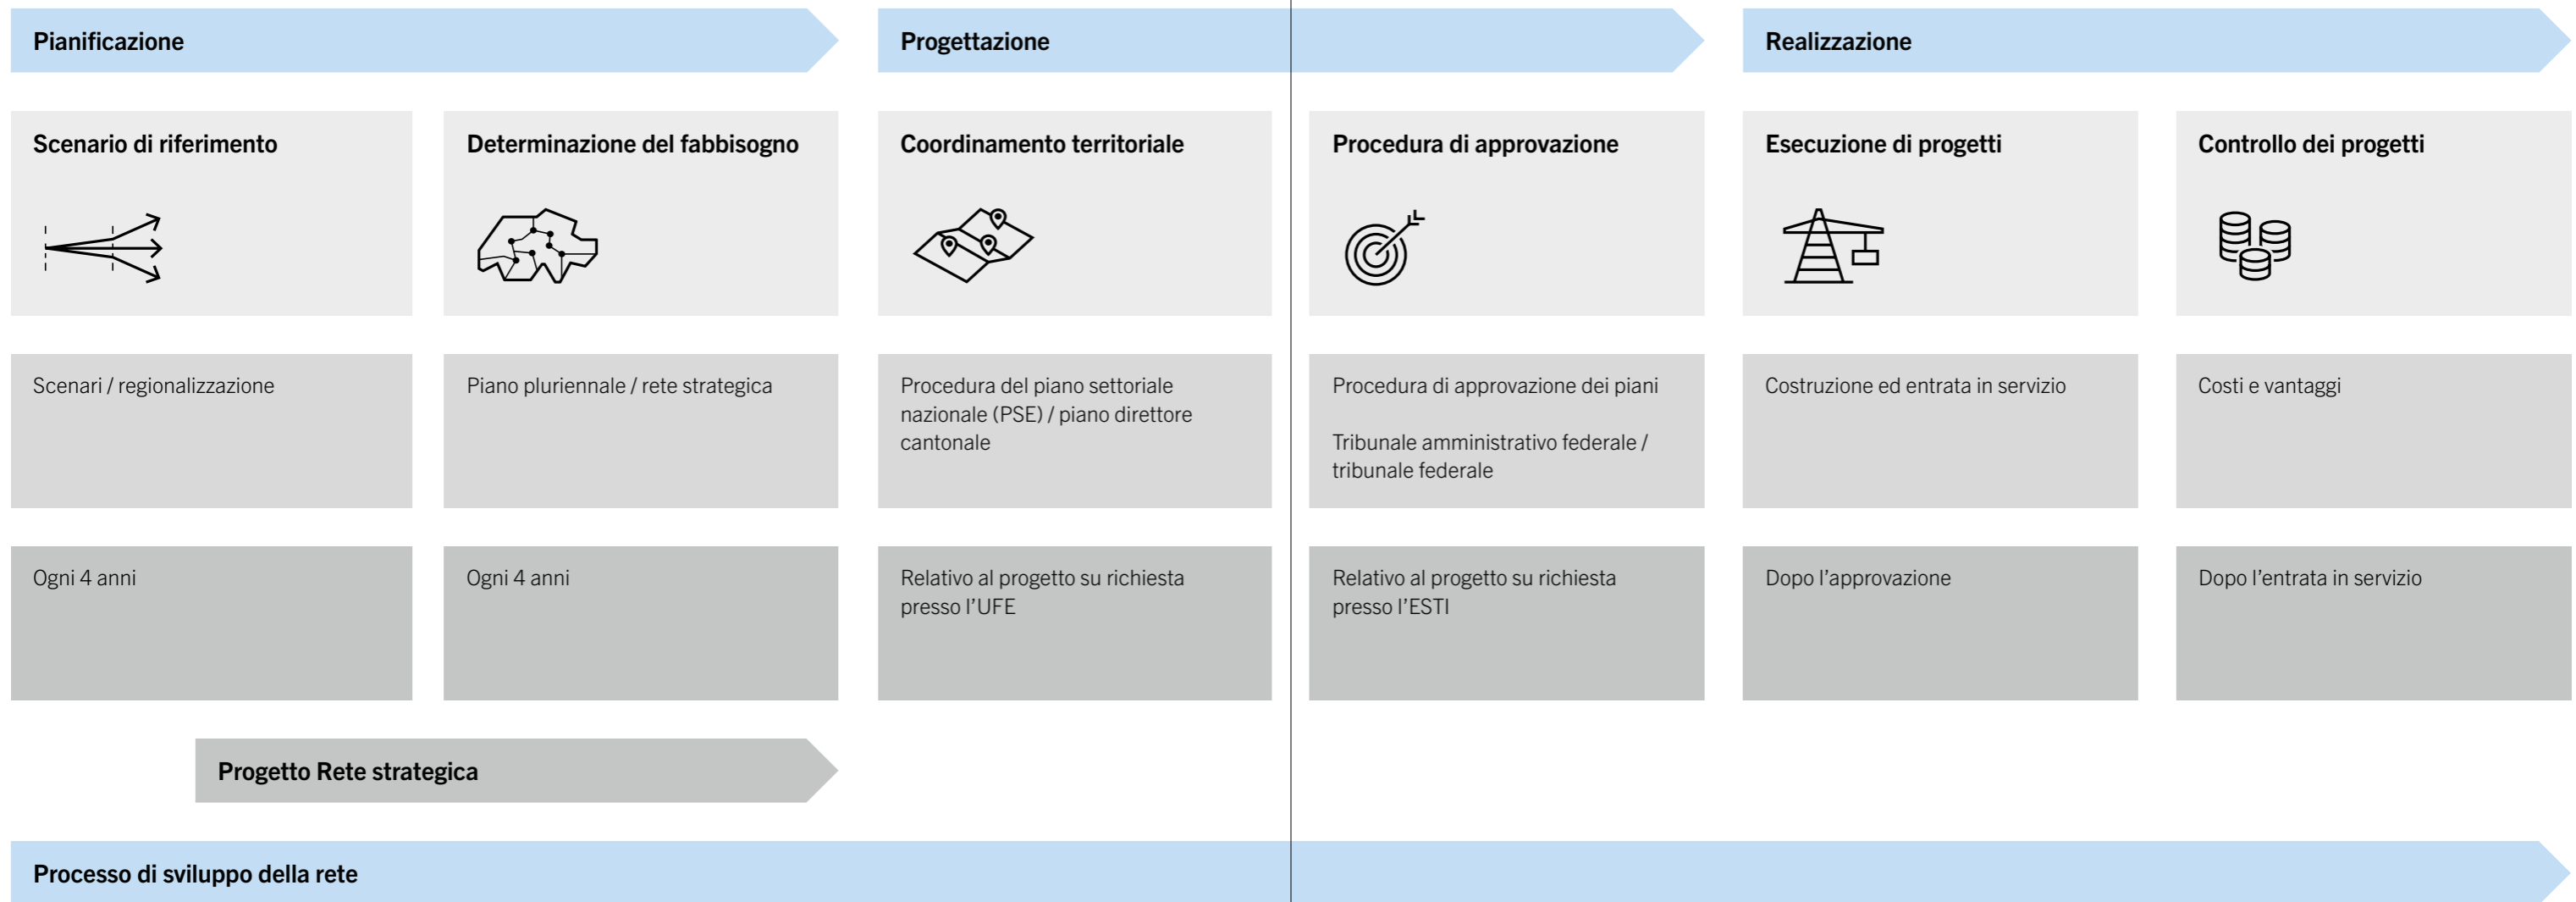 Pianificazione
Progettazione
Realizzazione
Scenario di riferimento
Determinazione del fabbisogno
Coordinamento territoriale
Procedura di approvazione
Esecuzione di progetti
Controllo dei progetti
Scenari / regionalizzazione
Piano pluriennale / rete strategica
Procedura del piano settoriale
nazionale (PSE) / piano direttore
cantonale
Procedura di approvazione dei piani
Tribunale amministrativo federale /
tribunale federale
Costruzione ed entrata in servizio
Costi e vantaggi
Ogni 4 anni
Ogni 4 anni
Relativo al progetto su richiesta
presso l’UFE
Relativo al progetto su richiesta
presso l’ESTI
Dopo l’approvazione
Dopo l’entrata in servizio
Progetto Rete strategica
Processo di sviluppo della rete